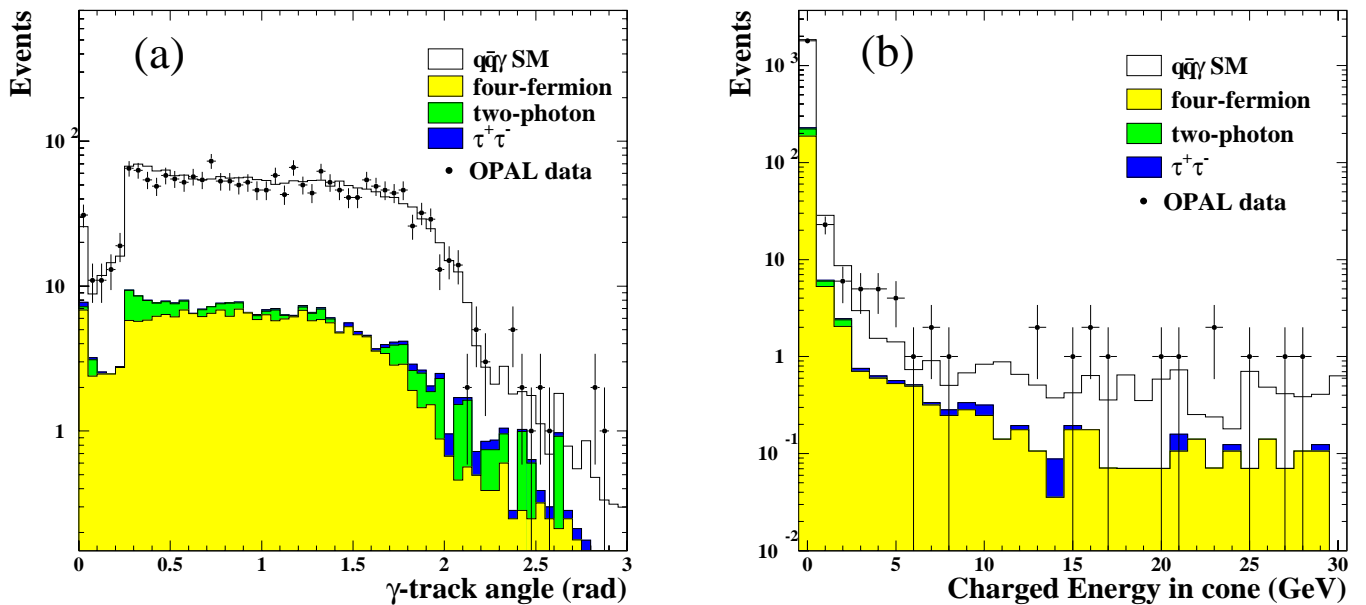 Events
(a)
qq̄γ SM
four-fermion
two-photon
τ⁺τ⁻
OPAL data
10²
10
1
0 0.5 1 1.5 2 2.5 3
γ-track angle (rad)
Events
(b)
qq̄γ SM
four-fermion
two-photon
τ⁺τ⁻
OPAL data
10³
10²
10
1
10⁻¹
10⁻²
0 5 10 15 20 25 30
Charged Energy in cone (GeV)